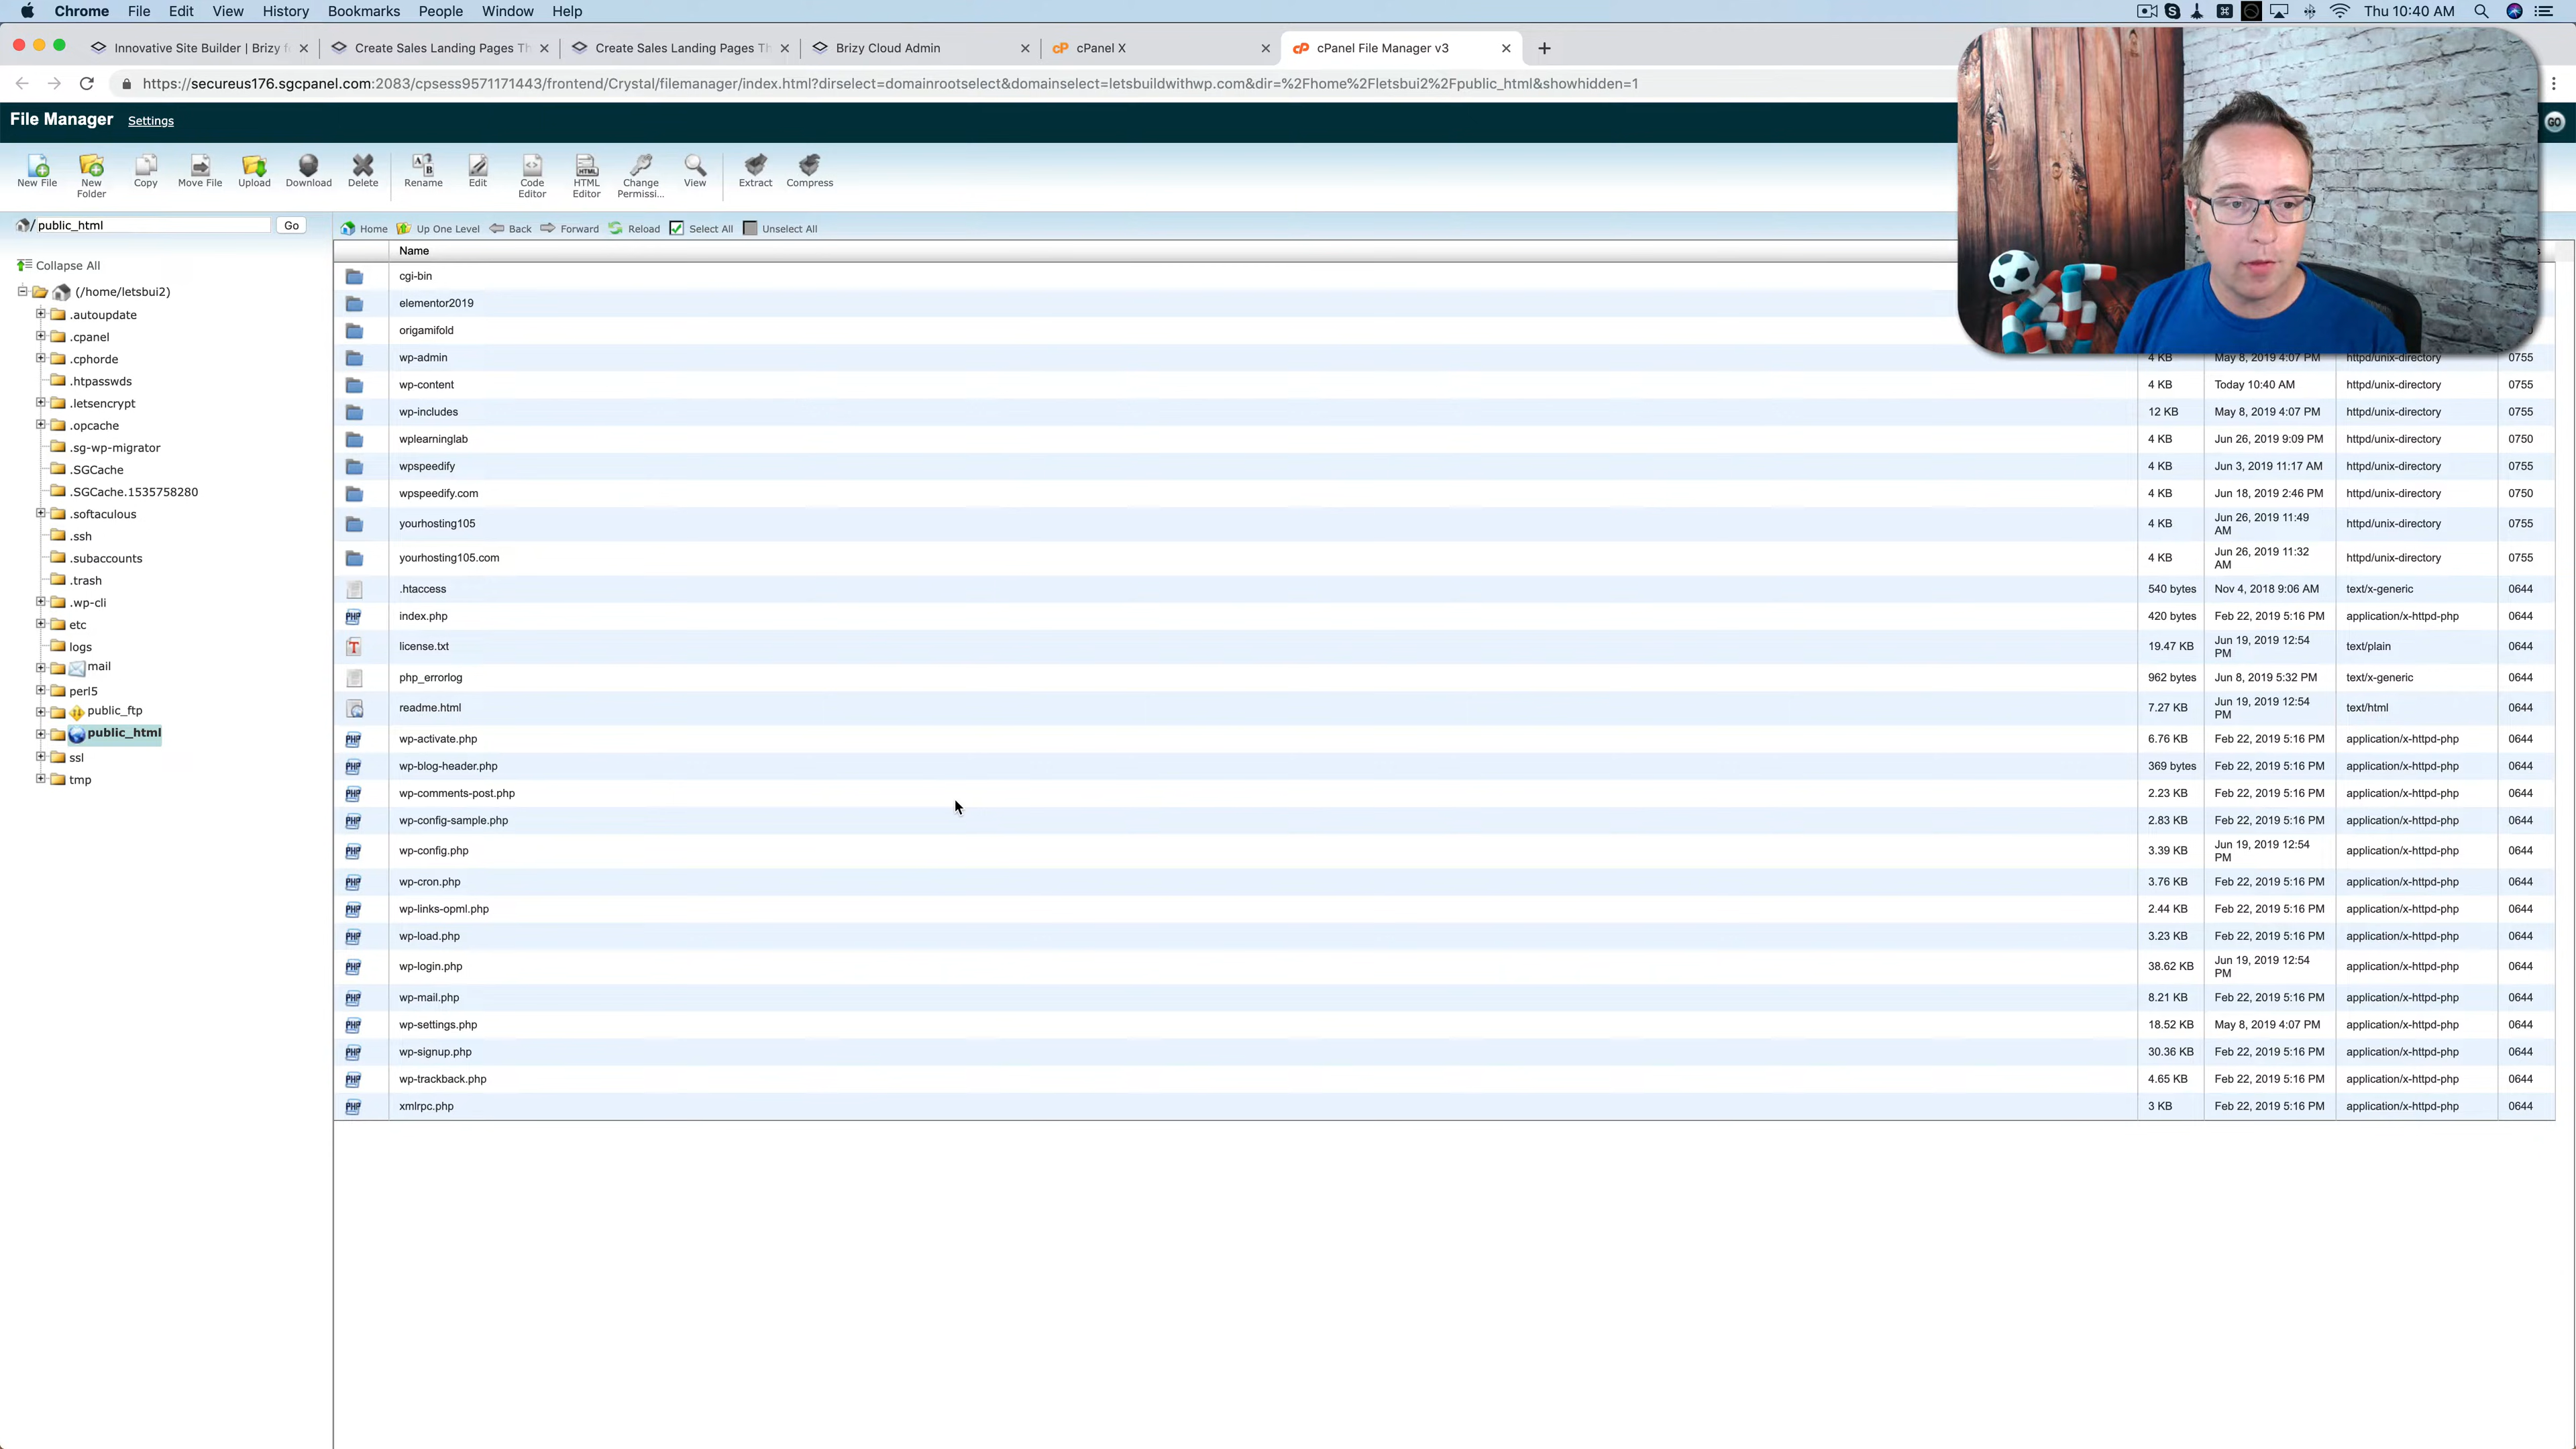 Chrome File Edit View History Bookmarks People Window Help Thu 10:40 AM
Innovative Site Builder | Brizy f Create Sales Landing Pages Th Create Sales Landing Pages Th Brizy Cloud Admin cPanel X cPanel File Manager v3
https://secureus176.sgcpanel.com:2083/cpsess9571171443/frontend/Crystal/filemanager/index.html?dirselect=domainrootselect&domainselect=letsbuildwithwp.com&dir=%2Fhome%2Fletsbui2%2Fpublic_html&showhidden=1
File Manager Settings GO
New File New Folder Copy Move File Upload Download Delete Rename Edit Code Editor HTML Editor Change Permissi... View Extract Compress
/ public_html Go
Home Up One Level Back Forward Reload Select All Unselect All
Collapse All
(/home/letsbui2)
.autoupdate
.cpanel
.cphorde
.htpasswds
.letsencrypt
.opcache
.sg-wp-migrator
.SGCache
.SGCache.1535758280
.softaculous
.ssh
.subaccounts
.trash
.wp-cli
etc
logs
mail
perl5
public_ftp
public_html
ssl
tmp
Name
cgi-bin
elementor2019
origamifold
wp-admin 4 KB May 8, 2019 4:07 PM httpd/unix-directory 0755
wp-content 4 KB Today 10:40 AM httpd/unix-directory 0755
wp-includes 12 KB May 8, 2019 4:07 PM httpd/unix-directory 0755
wplearninglab 4 KB Jun 26, 2019 9:09 PM httpd/unix-directory 0750
wpspeedify 4 KB Jun 3, 2019 11:17 AM httpd/unix-directory 0755
wpspeedify.com 4 KB Jun 18, 2019 2:46 PM httpd/unix-directory 0750
yourhosting105 4 KB Jun 26, 2019 11:49 AM httpd/unix-directory 0755
yourhosting105.com 4 KB Jun 26, 2019 11:32 AM httpd/unix-directory 0755
.htaccess 540 bytes Nov 4, 2018 9:06 AM text/x-generic 0644
index.php 420 bytes Feb 22, 2019 5:16 PM application/x-httpd-php 0644
license.txt 19.47 KB Jun 19, 2019 12:54 PM text/plain 0644
php_errorlog 962 bytes Jun 8, 2019 5:32 PM text/x-generic 0644
readme.html 7.27 KB Jun 19, 2019 12:54 PM text/html 0644
wp-activate.php 6.76 KB Feb 22, 2019 5:16 PM application/x-httpd-php 0644
wp-blog-header.php 369 bytes Feb 22, 2019 5:16 PM application/x-httpd-php 0644
wp-comments-post.php 2.23 KB Feb 22, 2019 5:16 PM application/x-httpd-php 0644
wp-config-sample.php 2.83 KB Feb 22, 2019 5:16 PM application/x-httpd-php 0644
wp-config.php 3.39 KB Jun 19, 2019 12:54 PM application/x-httpd-php 0644
wp-cron.php 3.76 KB Feb 22, 2019 5:16 PM application/x-httpd-php 0644
wp-links-opml.php 2.44 KB Feb 22, 2019 5:16 PM application/x-httpd-php 0644
wp-load.php 3.23 KB Feb 22, 2019 5:16 PM application/x-httpd-php 0644
wp-login.php 38.62 KB Jun 19, 2019 12:54 PM application/x-httpd-php 0644
wp-mail.php 8.21 KB Feb 22, 2019 5:16 PM application/x-httpd-php 0644
wp-settings.php 18.52 KB May 8, 2019 4:07 PM application/x-httpd-php 0644
wp-signup.php 30.36 KB Feb 22, 2019 5:16 PM application/x-httpd-php 0644
wp-trackback.php 4.65 KB Feb 22, 2019 5:16 PM application/x-httpd-php 0644
xmlrpc.php 3 KB Feb 22, 2019 5:16 PM application/x-httpd-php 0644